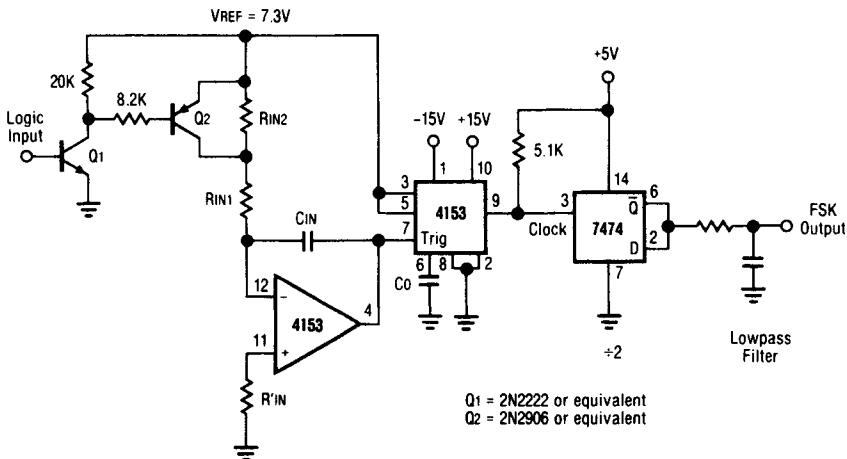 VREF = 7.3V
+5V
20K
8.2K
Q2
RIN2
-15V
+15V
Logic
Input
Q1
5.1K
1
10
14
RIN1
3
5
4153
9
3
6
Q̅
FSK
Output
CIN
7
Trig
Clock
7474
D
2
6
8
2
7
CO
12
−
4153
4
11
+
÷2
Lowpass
Filter
R'IN
Q1 = 2N2222 or equivalent
Q2 = 2N2906 or equivalent